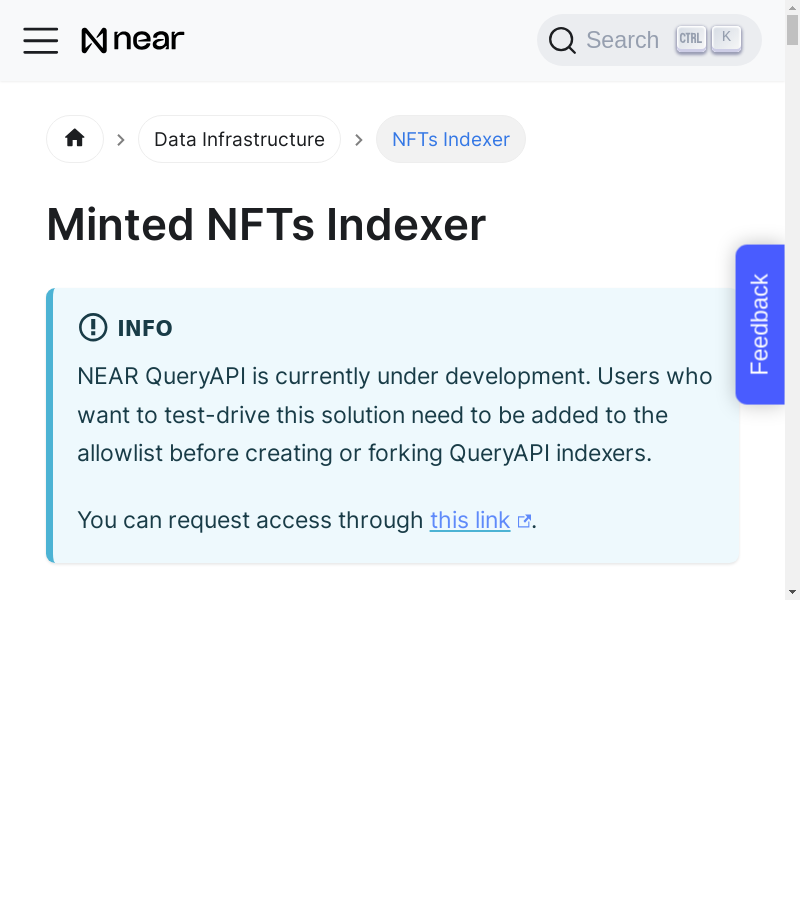 near
Search CTRL K
Data Infrastructure NFTs Indexer
Minted NFTs Indexer
Feedback
INFO
NEAR QueryAPI is currently under development. Users who
want to test-drive this solution need to be added to the
allowlist before creating or forking QueryAPI indexers.
You can request access through this link.